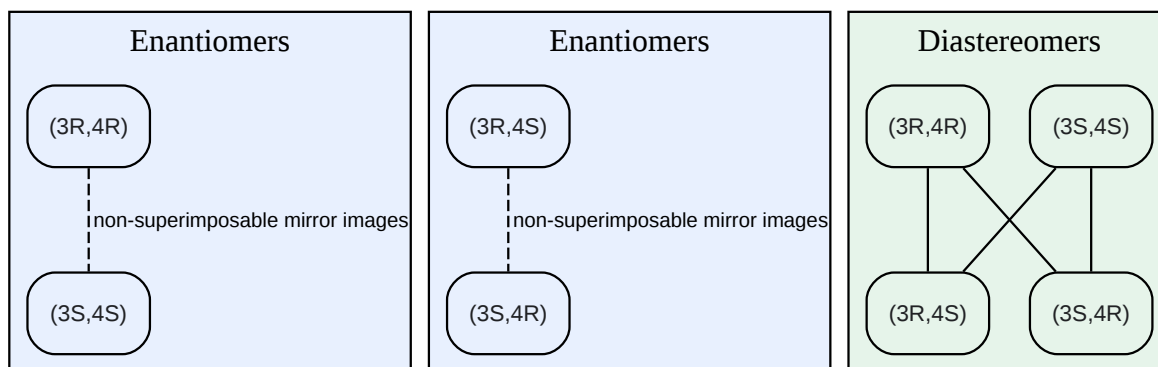 Enantiomers
(3R,4R)
non-superimposable mirror images
(3S,4S)
Enantiomers
(3R,4S)
non-superimposable mirror images
(3S,4R)
Diastereomers
(3R,4R)
(3S,4S)
(3R,4S)
(3S,4R)